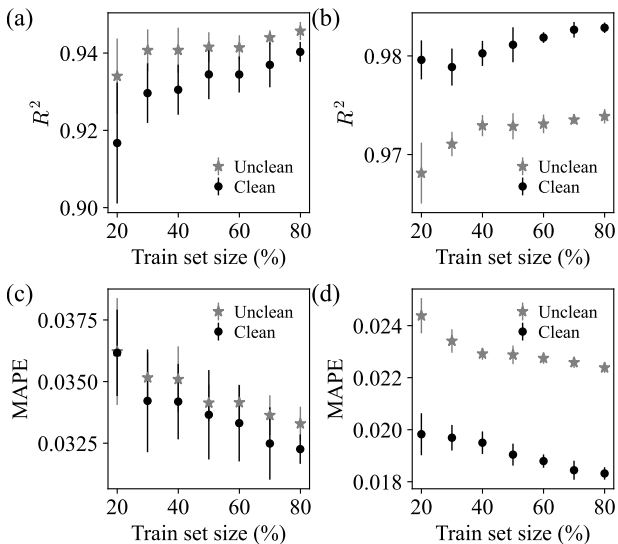 (a)
R²
0.94
0.92
0.90
Unclean
Clean
20 40 60 80
Train set size (%)
(b)
R²
0.98
0.97
Unclean
Clean
20 40 60 80
Train set size (%)
(c)
MAPE
0.0375
0.0350
0.0325
Unclean
Clean
20 40 60 80
Train set size (%)
(d)
MAPE
0.024
0.022
0.020
0.018
Unclean
Clean
20 40 60 80
Train set size (%)